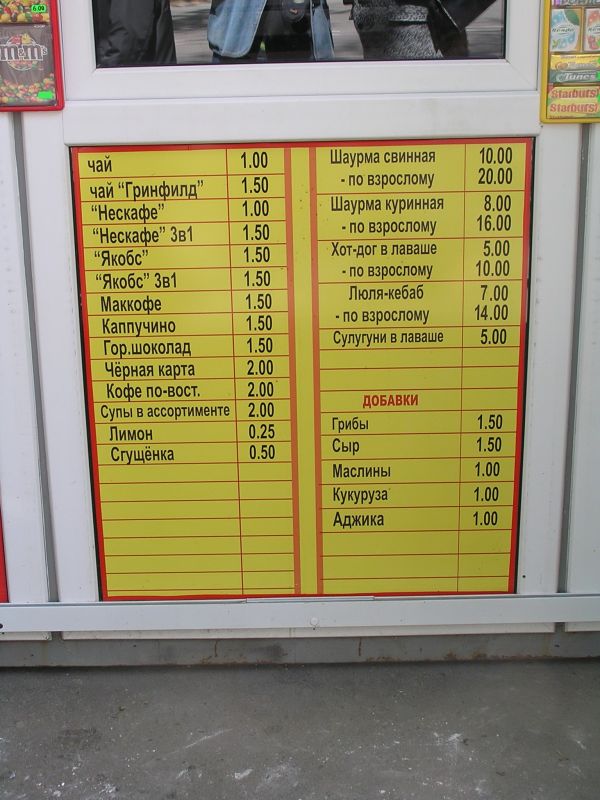 6.09
m&m's
Tunes
Starburst
Starburst
чай 1.00
чай "Гринфилд" 1.50
"Нескафе" 1.00
"Нескафе" 3в1 1.50
"Якобс" 1.50
"Якобс" 3в1 1.50
Маккофе 1.50
Каппучино 1.50
Гор.шоколад 1.50
Чёрная карта 2.00
Кофе по-вост. 2.00
Супы в ассортименте 2.00
Лимон 0.25
Сгущёнка 0.50
Шаурма свинная 10.00
- по взрослому 20.00
Шаурма куринная 8.00
- по взрослому 16.00
Хот-дог в лаваше 5.00
- по взрослому 10.00
Люля-кебаб 7.00
- по взрослому 14.00
Сулугуни в лаваше 5.00
ДОБАВКИ
Грибы 1.50
Сыр 1.50
Маслины 1.00
Кукуруза 1.00
Аджика 1.00